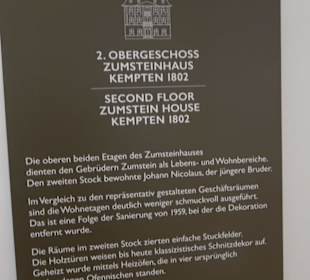 2. OBERGESCHOSS
ZUMSTEINHAUS
KEMPTEN 1802
SECOND FLOOR
ZUMSTEIN HOUSE
KEMPTEN 1802
Die oberen beiden Etagen des Zumsteinhauses
dienten den Gebrüdern Zumstein als Lebens- und Wohnbereiche.
Den zweiten Stock bewohnte Johann Nicolaus, der jüngere Bruder.
Im Vergleich zu den repräsentativ gestalteten Geschäftsräumen
sind die Wohnetagen deutlich weniger schmuckvoll ausgeführt.
Das ist eine Folge der Sanierung von 1959, bei der die Dekoration
entfernt wurde.
Die Räume im zweiten Stock zierten einfache Stuckfelder.
Die Holztüren weisen bis heute klassizistisches Schnitzdekor auf.
Geheizt wurde mittels Heizöfen, die in vier ursprünglich
Ofennischen standen.